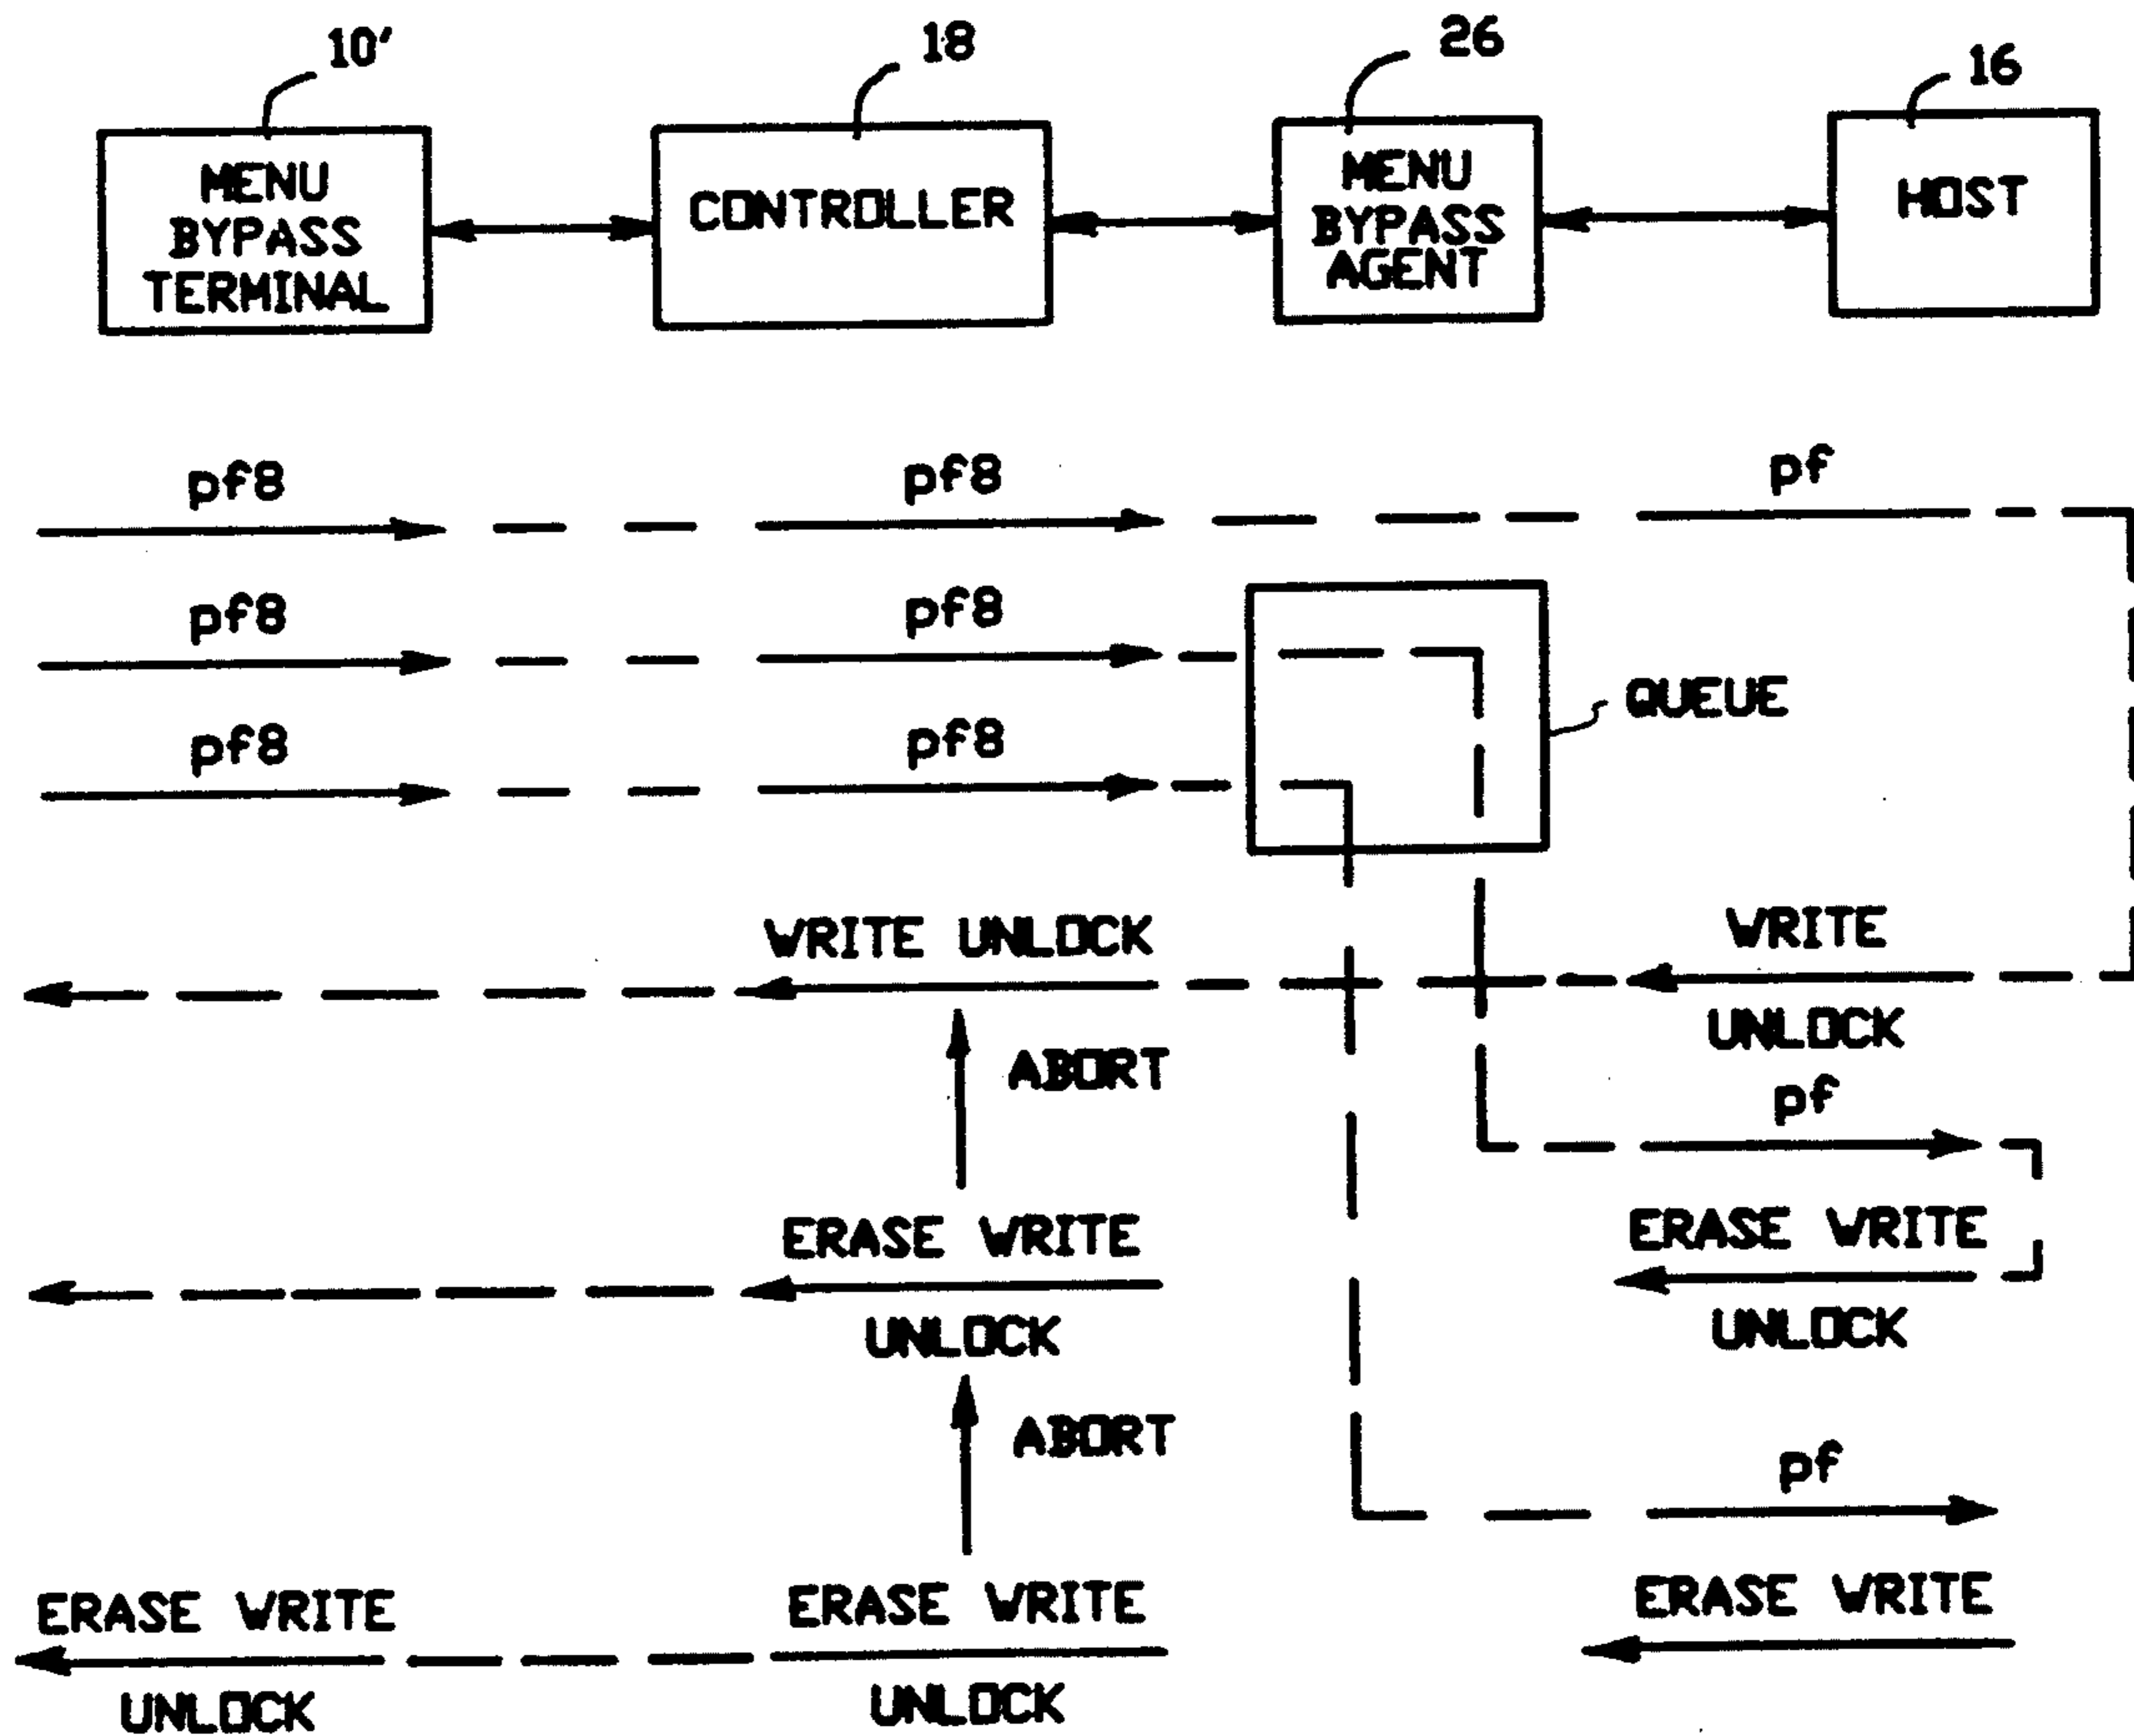 10'
18
26
16
MENU
BYPASS
TERMINAL
CONTROLLER
MENU
BYPASS
AGENT
HOST
pf8
pf8
pf
pf8
pf8
QUEUE
pf8
pf8
WRITE UNLOCK
WRITE
UNLOCK
ABORT
pf
ERASE WRITE
UNLOCK
ERASE WRITE
UNLOCK
ABORT
pf
ERASE WRITE
UNLOCK
ERASE WRITE
UNLOCK
ERASE WRITE